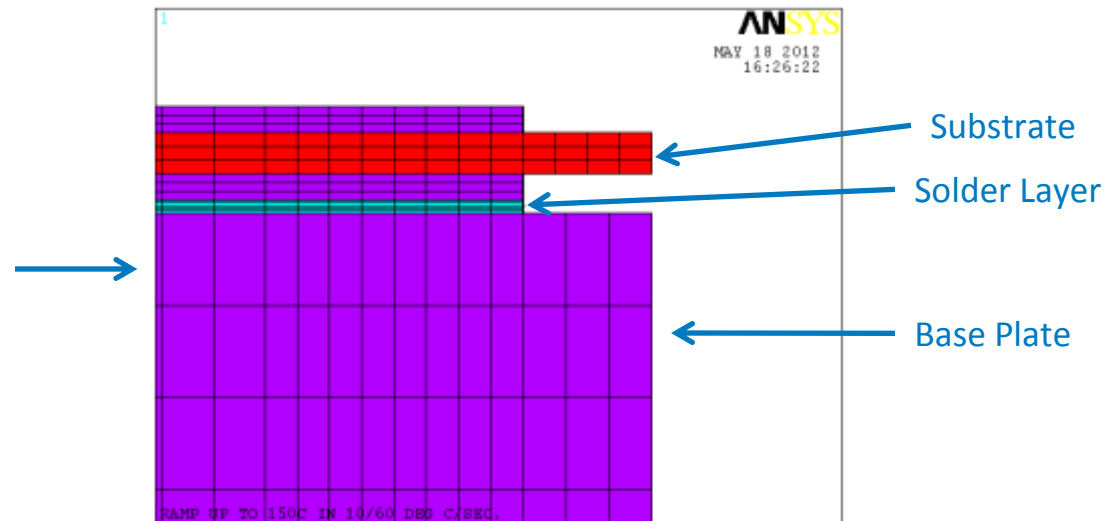 1
ANSYS
MAY 18 2012
16:26:22
Substrate
Solder Layer
Base Plate
RAMP UP TO 150C IN 10/60 DEG C/SEC.